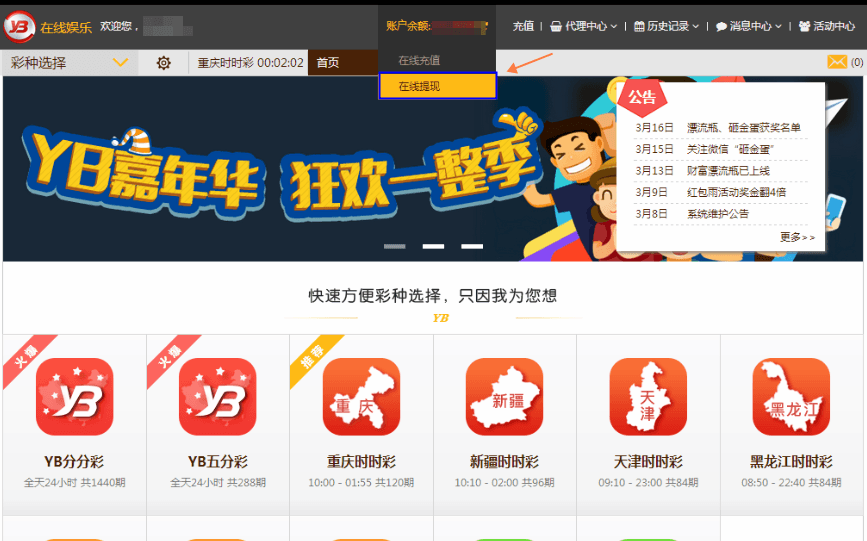 YB 在线娱乐 欢迎您， 账户余额: 充值 代理中心 历史记录 消息中心 活动中心
在线充值
在线提现
彩种选择 重庆时时彩 00:02:02 首页 (0)
YB嘉年华 狂欢一整季
公告
3月16日 漂流瓶、砸金蛋获奖名单
3月15日 关注微信“砸金蛋”
3月13日 财富漂流瓶已上线
3月9日 红包雨活动奖金翻4倍
3月8日 系统维护公告
更多>>
快速方便彩种选择，只因我为您想
YB
火爆 火爆 推荐
YB YB 重庆 新疆 天津 黑龙江
YB分分彩 YB五分彩 重庆时时彩 新疆时时彩 天津时时彩 黑龙江时时彩
全天24小时 共1440期 全天24小时 共288期 10:00 - 01:55 共120期 10:10 - 02:00 共96期 09:10 - 23:00 共84期 08:50 - 22:40 共84期